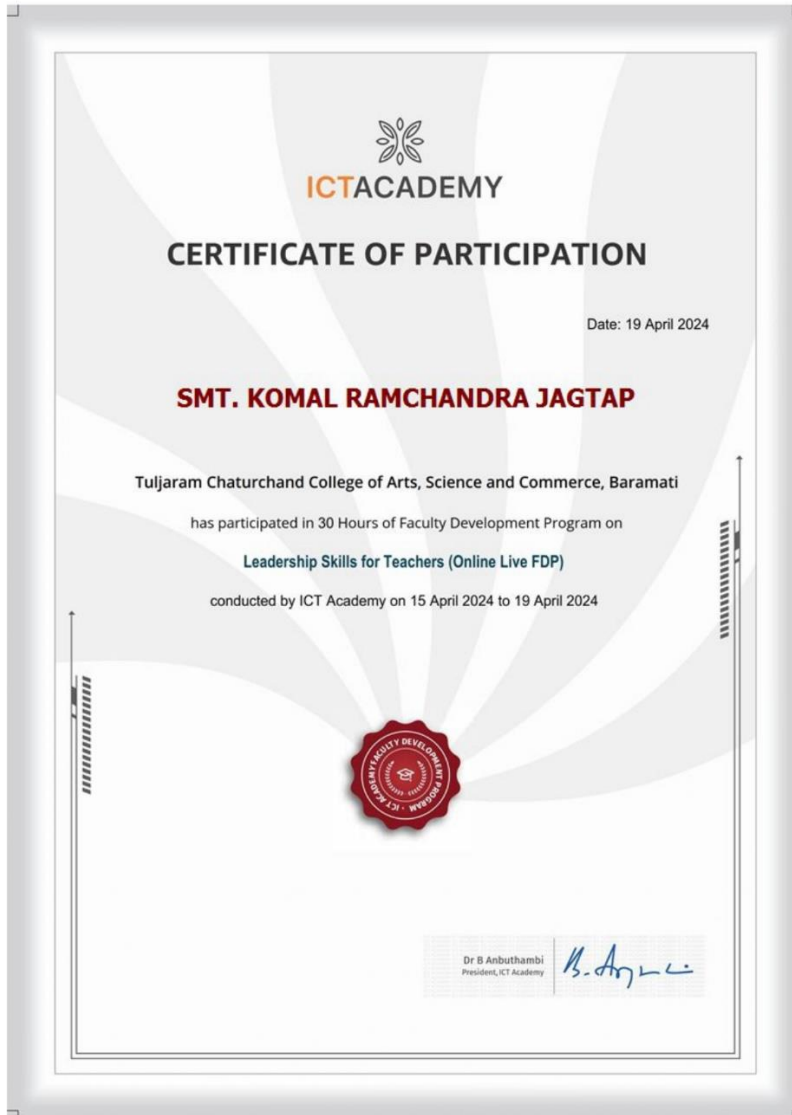 ICTACADEMY
CERTIFICATE OF PARTICIPATION
Date: 19 April 2024
SMT. KOMAL RAMCHANDRA JAGTAP
Tuljaram Chaturchand College of Arts, Science and Commerce, Baramati
has participated in 30 Hours of Faculty Development Program on
Leadership Skills for Teachers (Online Live FDP)
conducted by ICT Academy on 15 April 2024 to 19 April 2024
ICT ACADEMY FACULTY DEVELOPMENT PROGRAM
Dr B Anbuthambi
President, ICT Academy